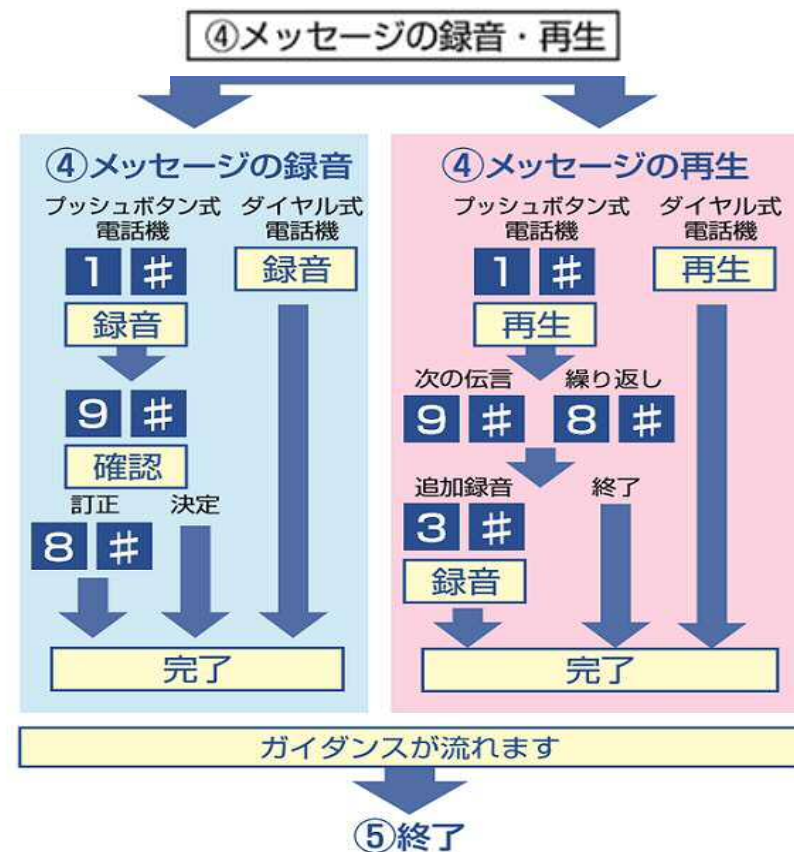 ④メッセージの録音・再生
④メッセージの録音
プッシュボタン式
電話機
ダイヤル式
電話機
1 #
録音
録音
9 #
確認
訂正
決定
8 #
完了
④メッセージの再生
プッシュボタン式
電話機
ダイヤル式
電話機
1 #
再生
再生
次の伝言
繰り返し
9 #
8 #
追加録音
終了
3 #
録音
完了
ガイダンスが流れます
⑤終了